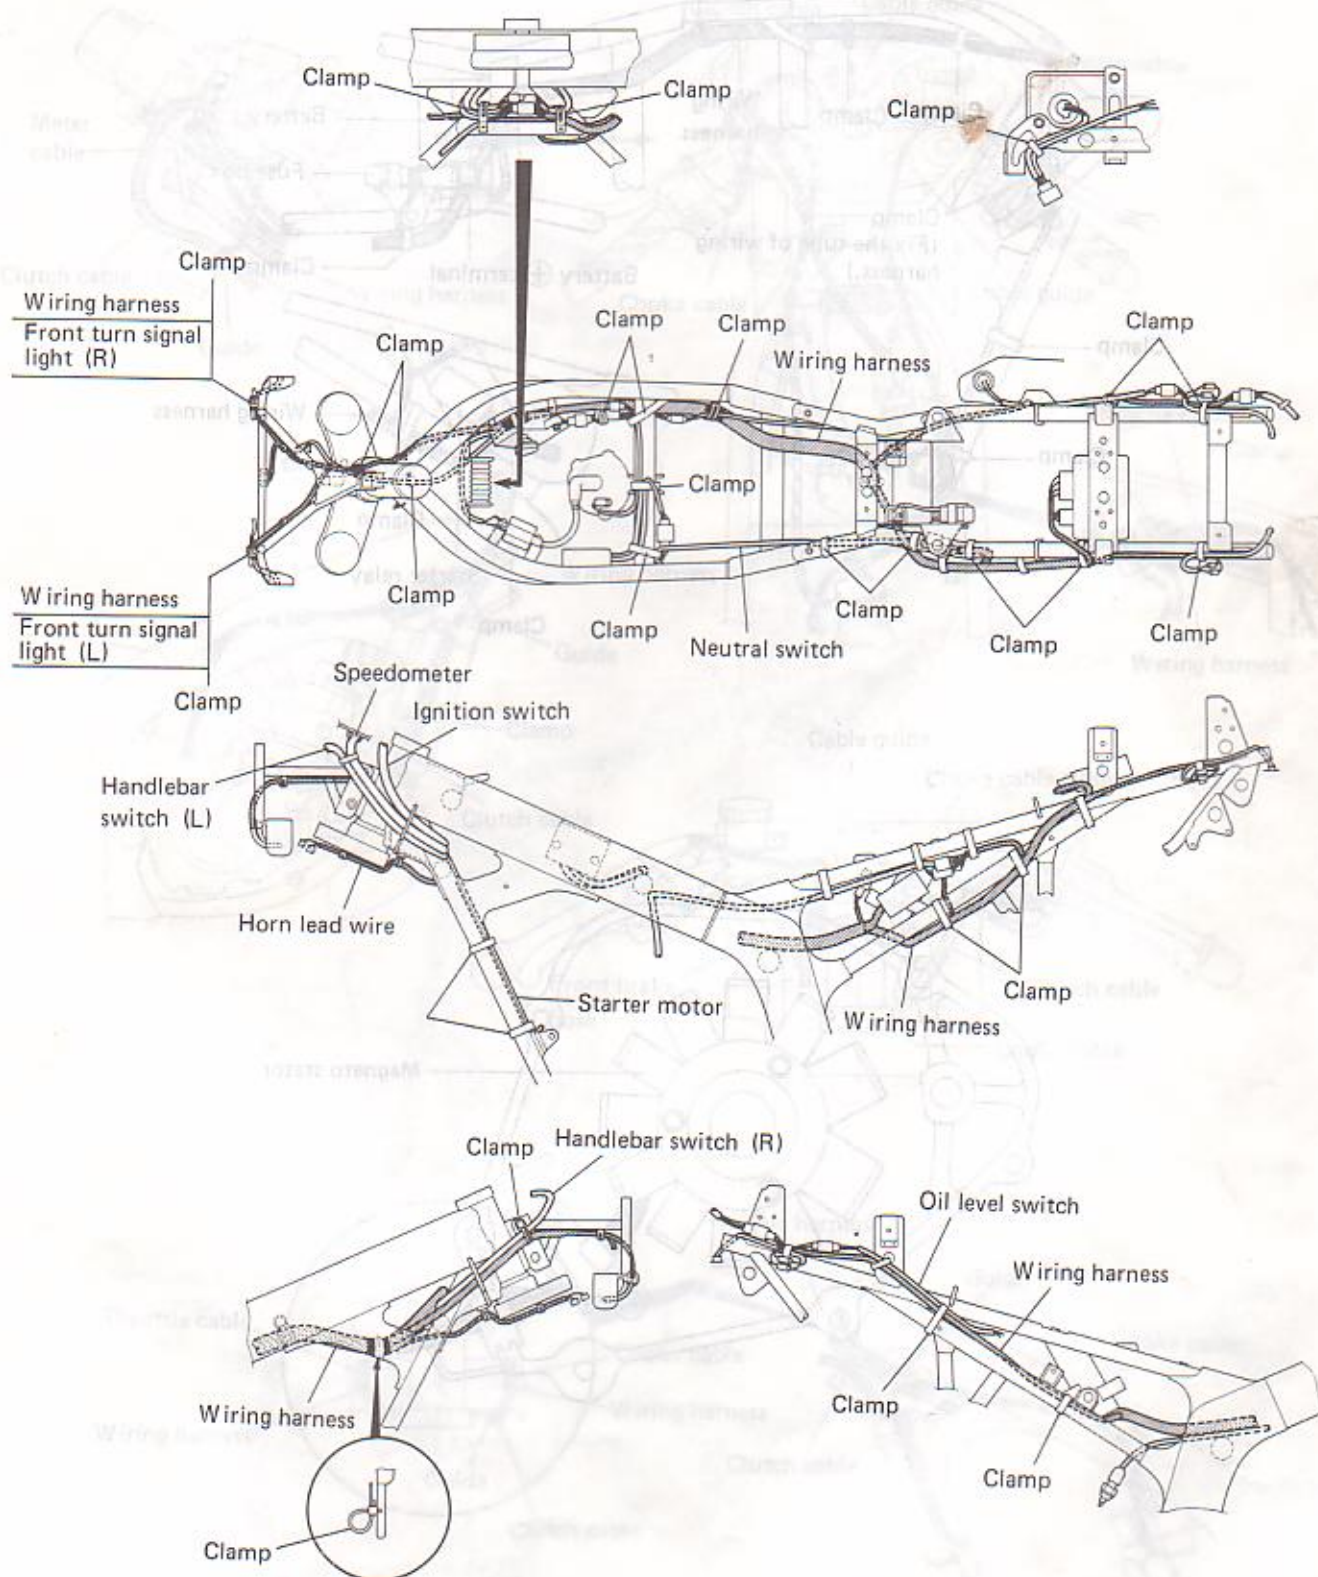 Clamp
Clamp
Clamp
Clamp
Wiring harness
Front turn signal
light (R)
Clamp
Clamp
Clamp
Wiring harness
Clamp
Clamp
Wiring harness
Front turn signal
light (L)
Clamp
Clamp
Clamp
Neutral switch
Clamp
Clamp
Clamp
Clamp
Speedometer
Ignition switch
Handlebar
switch (L)
Horn lead wire
Starter motor
Clamp
Wiring harness
Clamp
Handlebar switch (R)
Oil level switch
Wiring harness
Wiring harness
Clamp
Clamp
Clamp